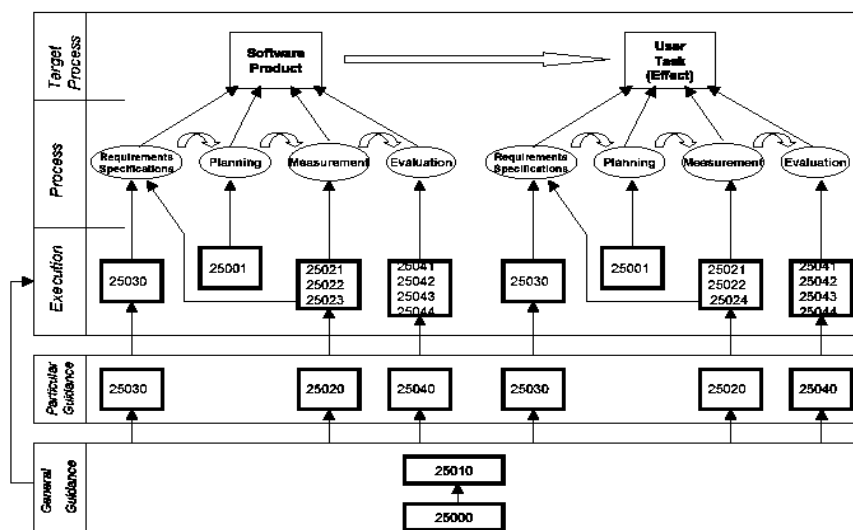 Target
Process
Software
Product
User
Task
(Effect)
Process
Requirements
Specifications
Planning
Measurement
Evaluation
Requirements
Specifications
Planning
Measurement
Evaluation
Execution
25030
25001
25021
25022
25023
25041
25042
25043
25044
25030
25001
25021
25022
25024
25041
25042
25043
25044
Particular
Guidance
25030
25020
25040
25030
25020
25040
General
Guidance
25010
25000